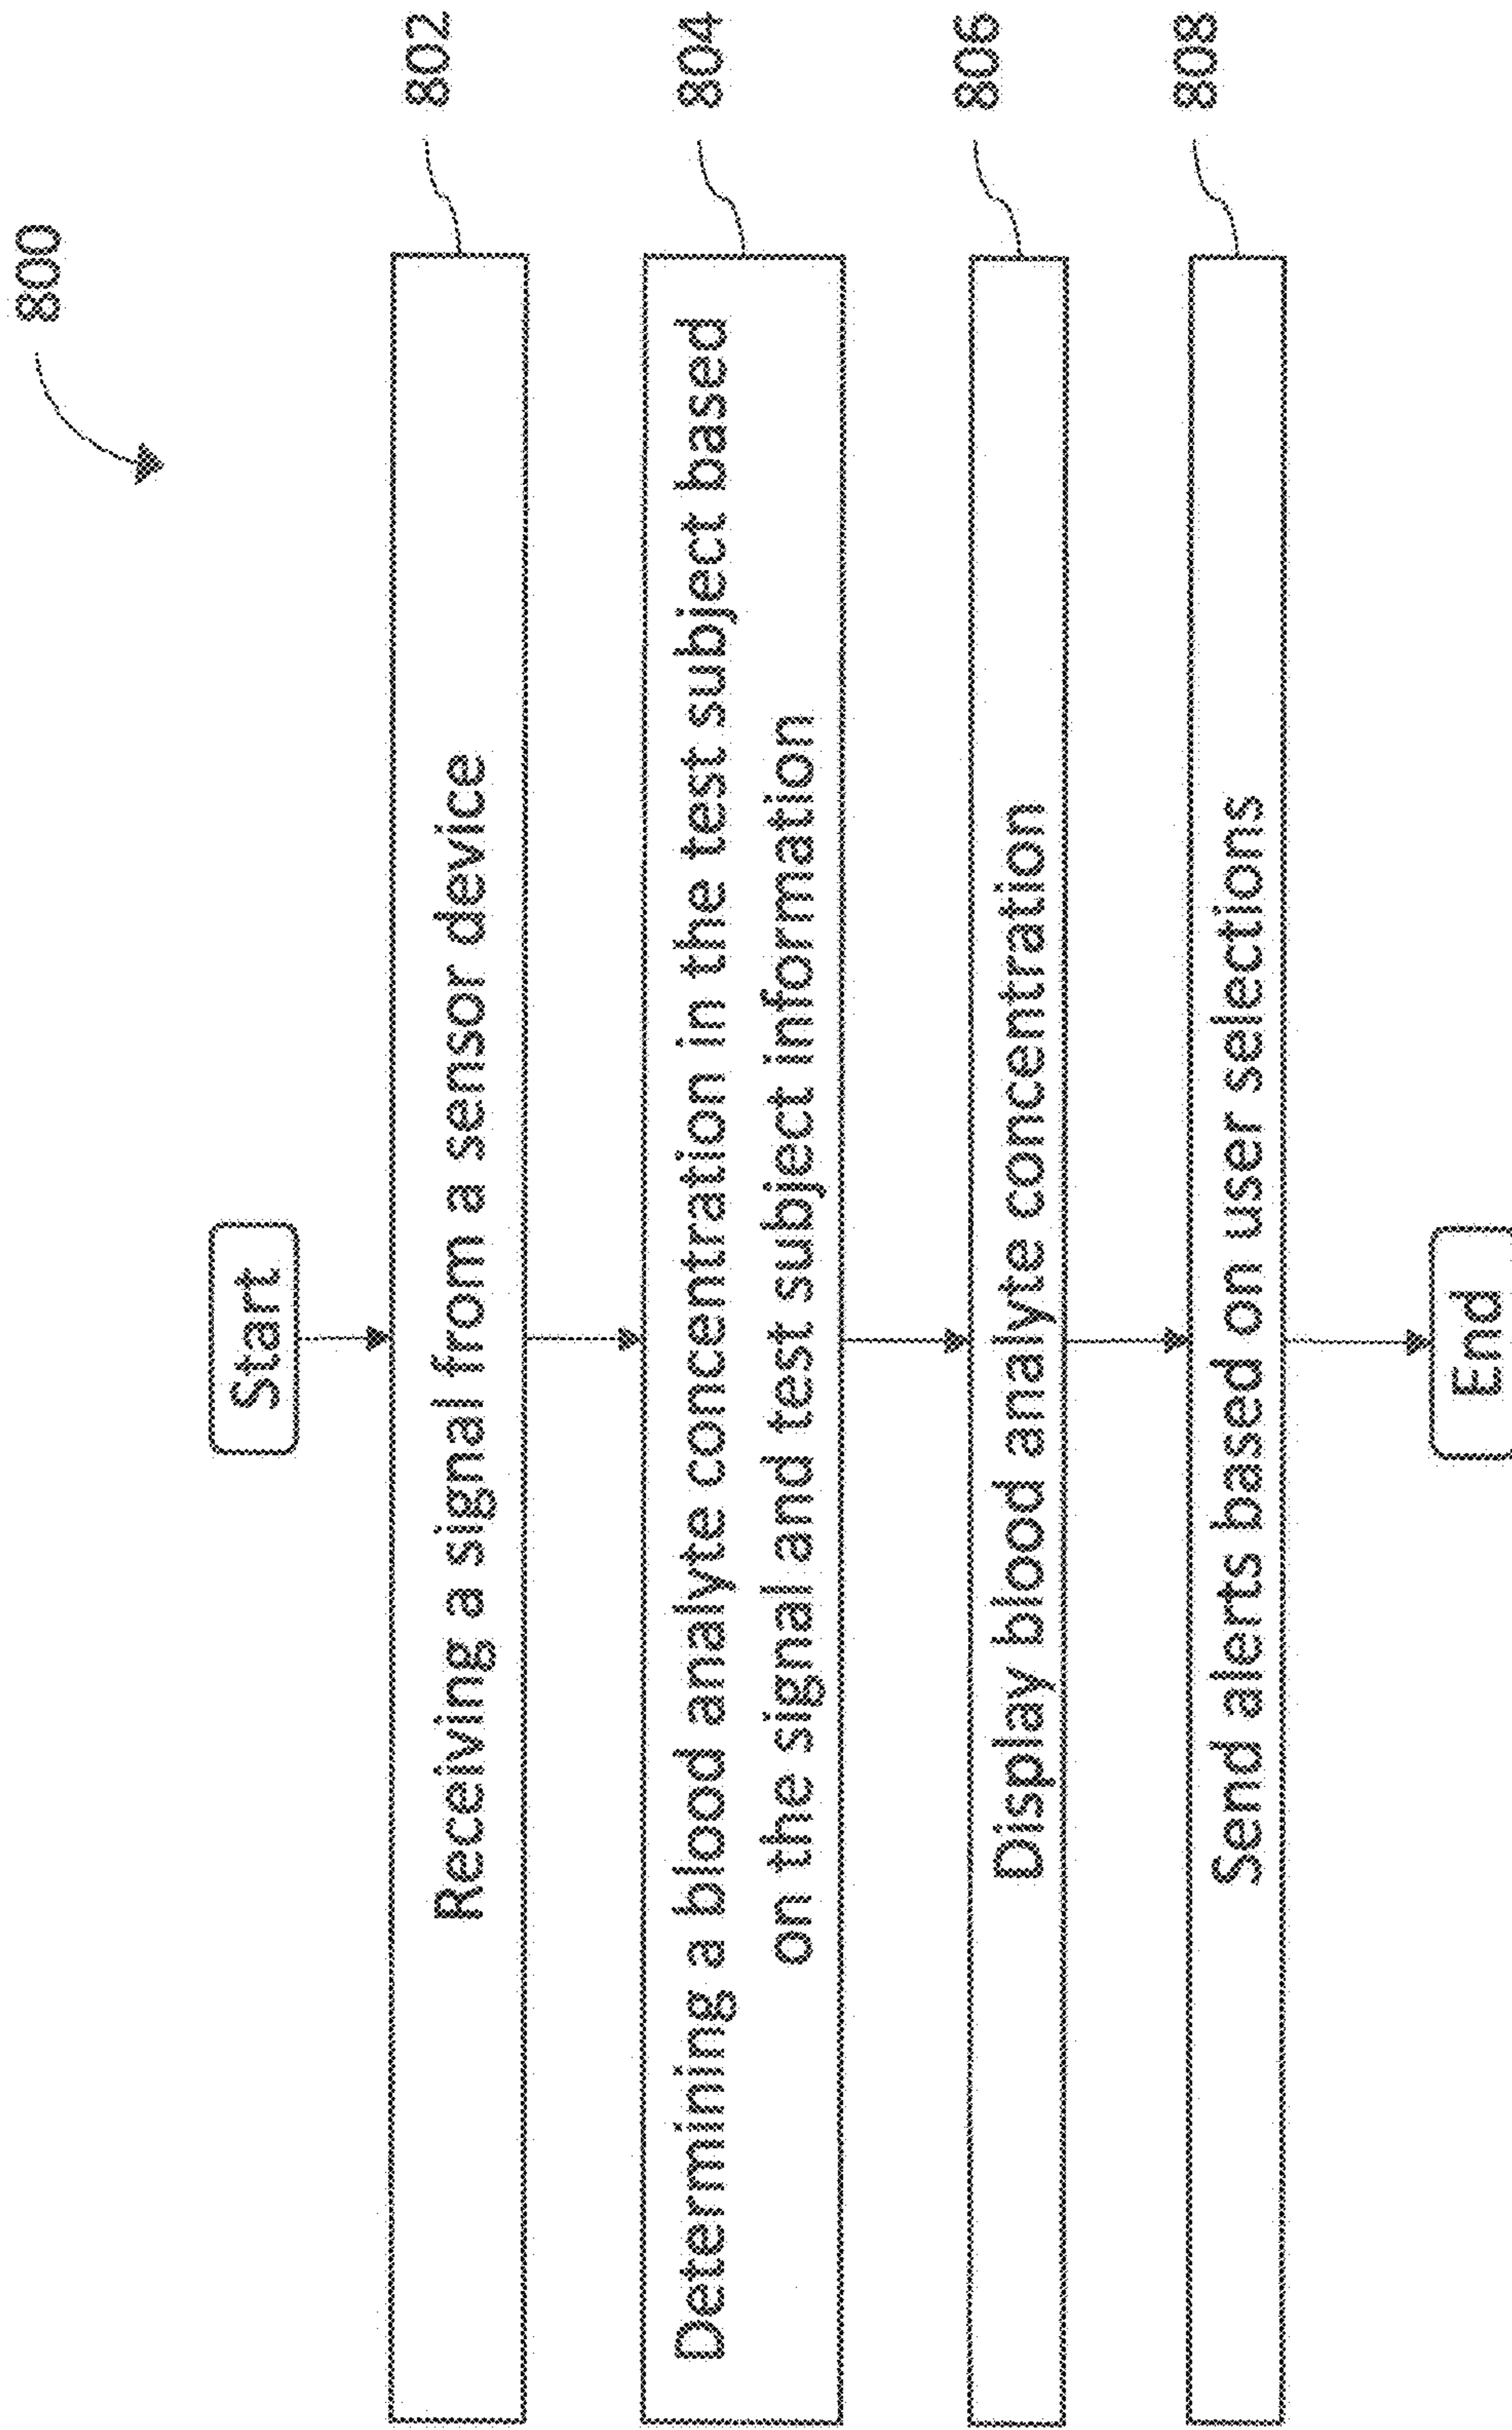 800
Start
Receiving a signal from a sensor device
802
Determining a blood analyte concentration in the test subject based
on the signal and test subject information
804
Display blood analyte concentration
806
Send alerts based on user selections
808
End